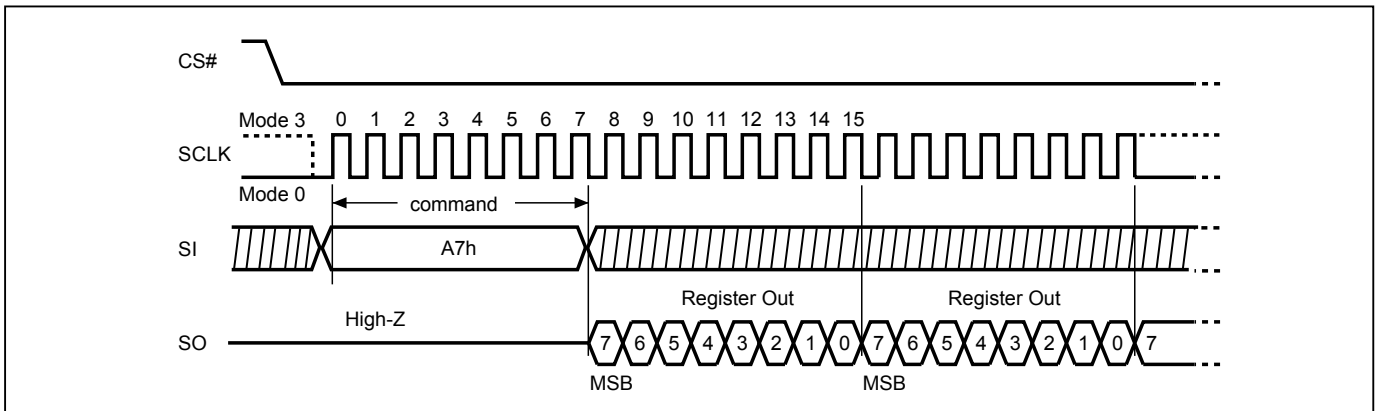 CS#
Mode 3 0 1 2 3 4 5 6 7 8 9 10 11 12 13 14 15
SCLK
Mode 0
command
SI A7h
Register Out Register Out
High-Z
SO 7 6 5 4 3 2 1 0 7 6 5 4 3 2 1 0 7
MSB MSB